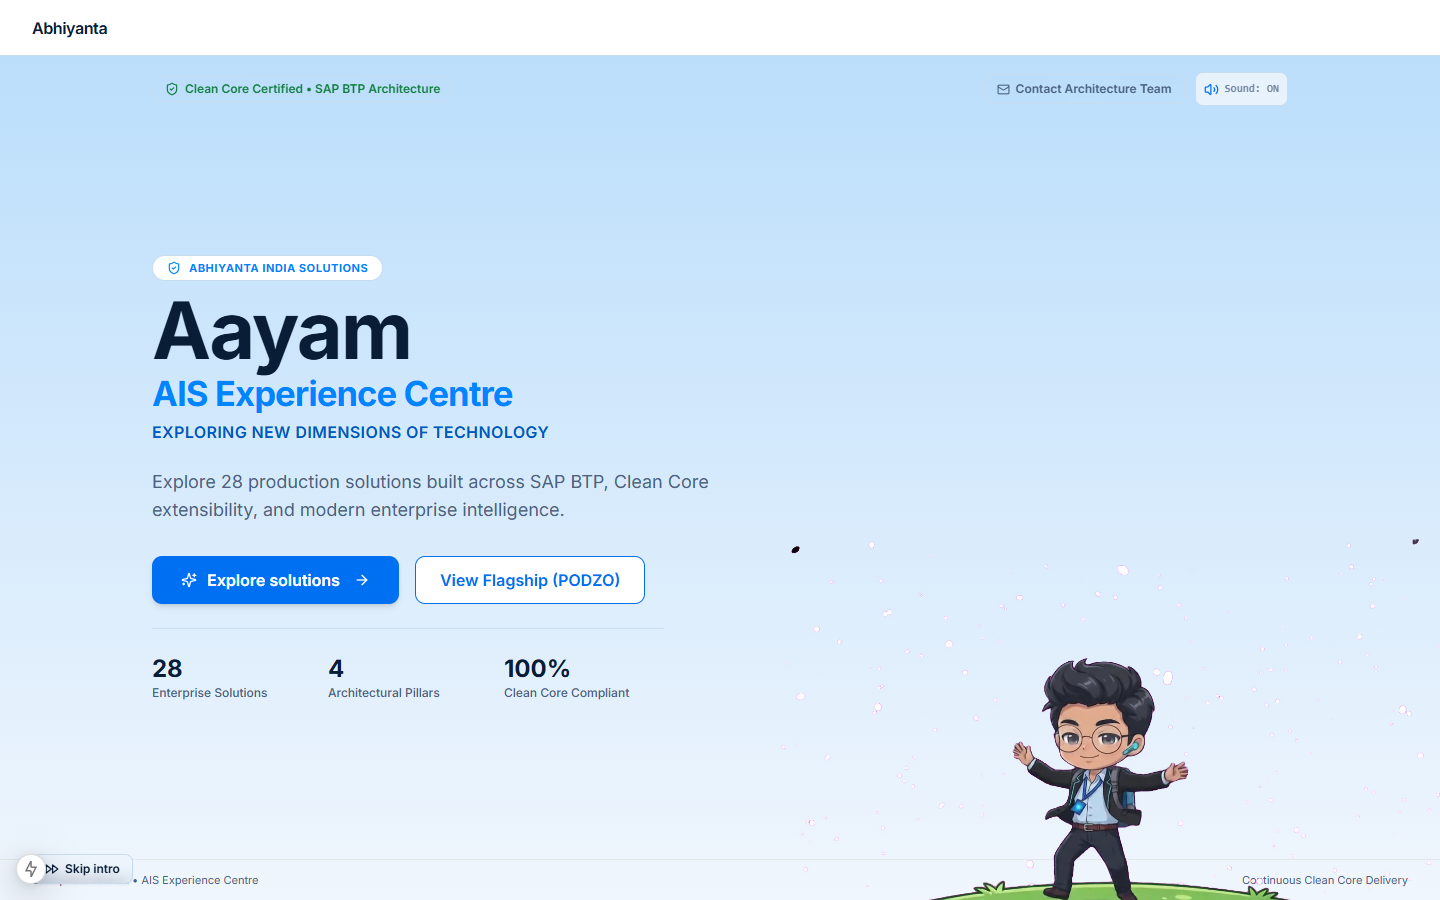 Abhiyanta
Clean Core Certified • SAP BTP Architecture
Contact Architecture Team
Sound: ON
ABHIYANTA INDIA SOLUTIONS
Aayam
AIS Experience Centre
EXPLORING NEW DIMENSIONS OF TECHNOLOGY
Explore 28 production solutions built across SAP BTP, Clean Core
extensibility, and modern enterprise intelligence.
Explore solutions
View Flagship (PODZO)
28
Enterprise Solutions
4
Architectural Pillars
100%
Clean Core Compliant
Skip intro
• AIS Experience Centre
Continuous Clean Core Delivery